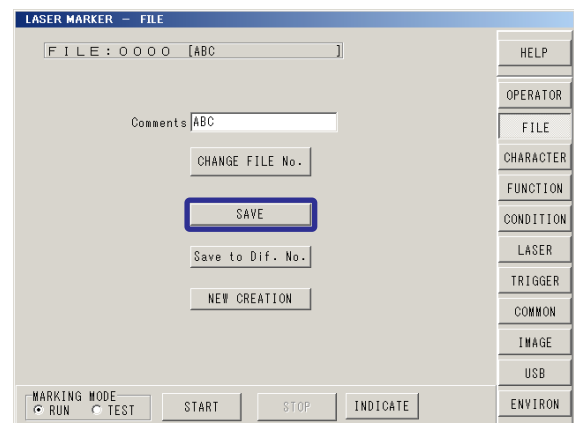 LASER MARKER — FILE
FILE:0000 [ABC ]
Comments ABC
CHANGE FILE No.
SAVE
Save to Dif. No.
NEW CREATION
MARKING MODE
RUN TEST
START
STOP
INDICATE
HELP
OPERATOR
FILE
CHARACTER
FUNCTION
CONDITION
LASER
TRIGGER
COMMON
IMAGE
USB
ENVIRON